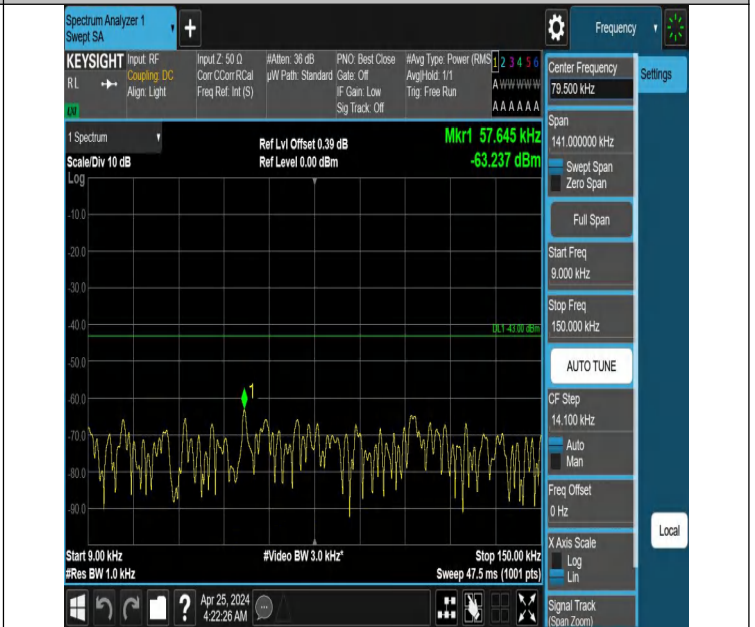 Spectrum Analyzer 1
Swept SA
+
Frequency
KEYSIGHT
RL
LXI
Input: RF
Coupling: DC
Align: Light
Input Z: 50 Ω
Corr CCorr RCal
Freq Ref: Int (S)
#Atten: 36 dB
µW Path: Standard
PNO: Best Close
Gate: Off
IF Gain: Low
Sig Track: Off
#Avg Type: Power (RMS
Avg|Hold: 1/1
Trig: Free Run
1 2 3 4 5 6
A W W W W W
A A A A A A
1 Spectrum
Scale/Div 10 dB
Log
Ref Lvl Offset 0.39 dB
Ref Level 0.00 dBm
Mkr1 57.645 kHz
-63.237 dBm
-10.0
-20.0
-30.0
-40.0
-50.0
-60.0
-70.0
-80.0
-90.0
DL1 -43.00 dBm
1
Start 9.00 kHz
#Res BW 1.0 kHz
#Video BW 3.0 kHz*
Stop 150.00 kHz
Sweep 47.5 ms (1001 pts)
Center Frequency
79.500 kHz
Span
141.000000 kHz
Swept Span
Zero Span
Full Span
Start Freq
9.000 kHz
Stop Freq
150.000 kHz
AUTO TUNE
CF Step
14.100 kHz
Auto
Man
Freq Offset
0 Hz
X Axis Scale
Log
Lin
Signal Track
(Span Zoom)
Settings
Local
?
Apr 25, 2024
4:22:26 AM